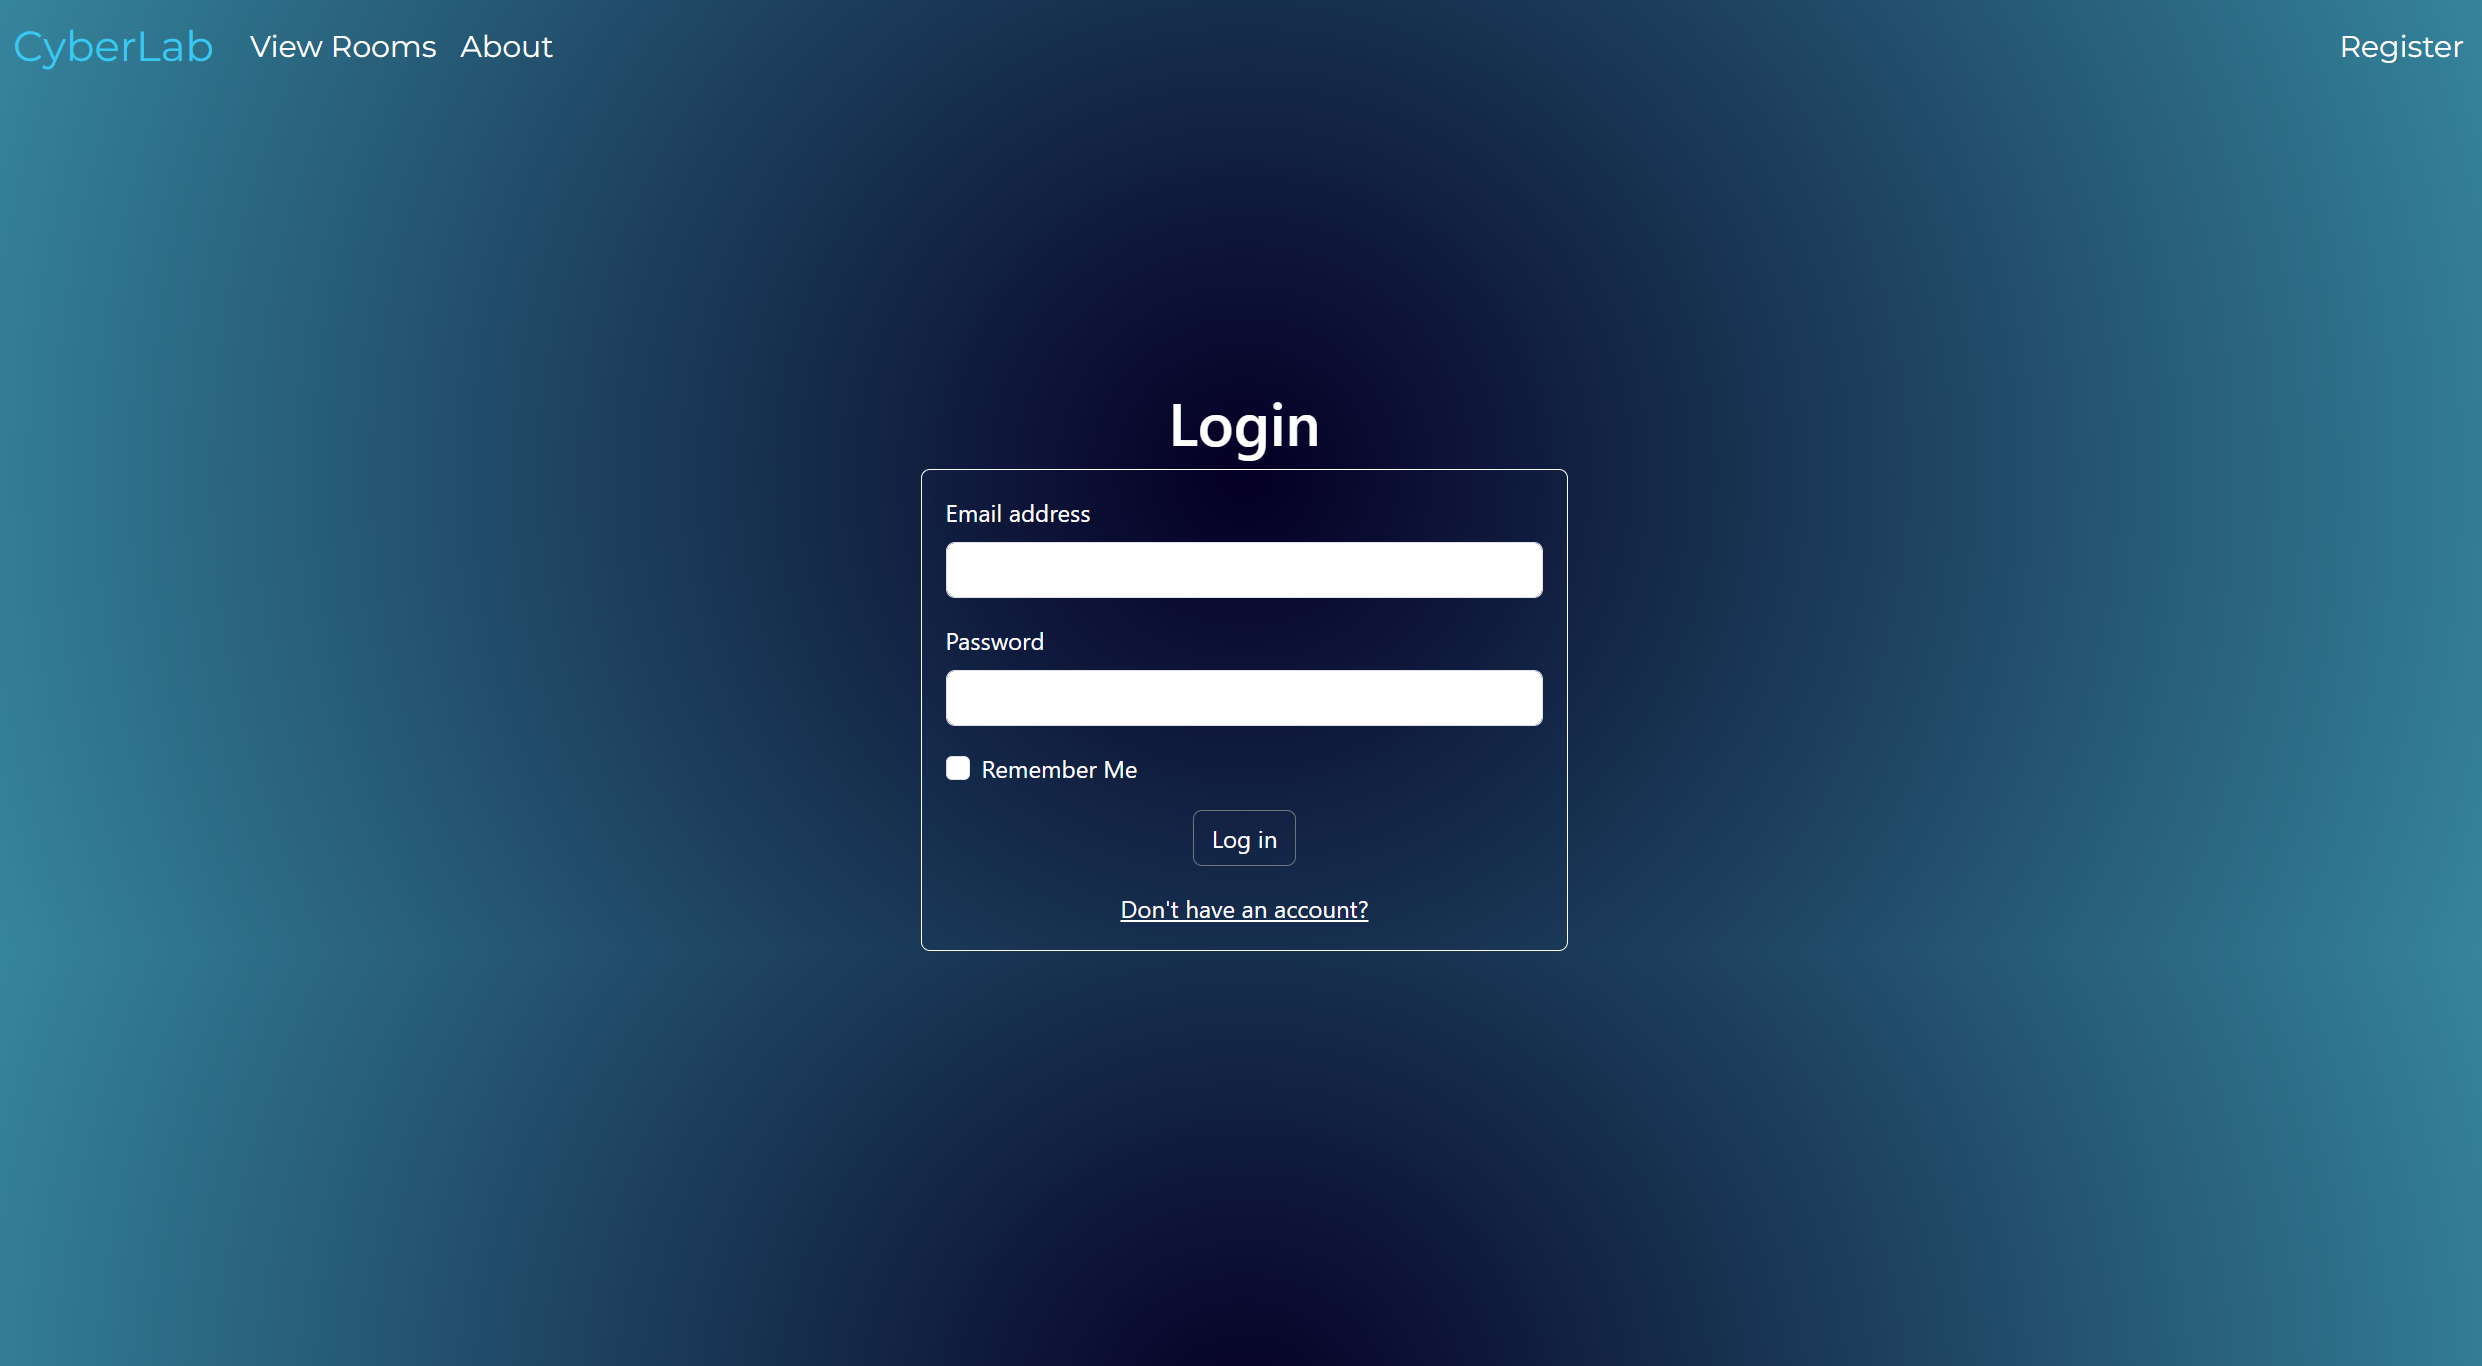 CyberLab View Rooms About Register
Login
Email address
Password
Remember Me
Log in
Don't have an account?